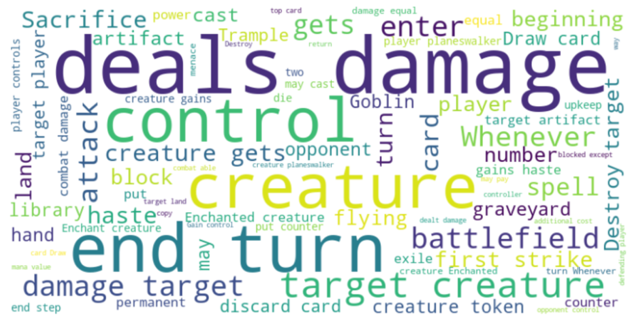 top card
damage equal
Sacrifice
power
cast
gets
enter
equal
beginning
Destroy
return
may
artifact
menace
Trample
player planeswalker
Draw card
player controls
target player
deals damage
two
may cast
die
creature gains
Goblin
player
upkeep
combat damage
attack
control
turn
card
target artifact
Whenever
creature gets
opponent
number
blocked except
combat able
creature planeswalker
gains haste
land
block
put
creature
may pay
spell
Destroy target
library
target land
copy
controller
haste
Enchanted creature
flying
dealt damage
graveyard
additional cost
hand
Enchant creature
Gain control
put counter
battlefield
card Draw
end turn
may
exile
first strike
defending player
mana value
creature Enchanted
turn Whenever
damage target
target creature
end step
permanent
discard card
creature token
counter
opponent control